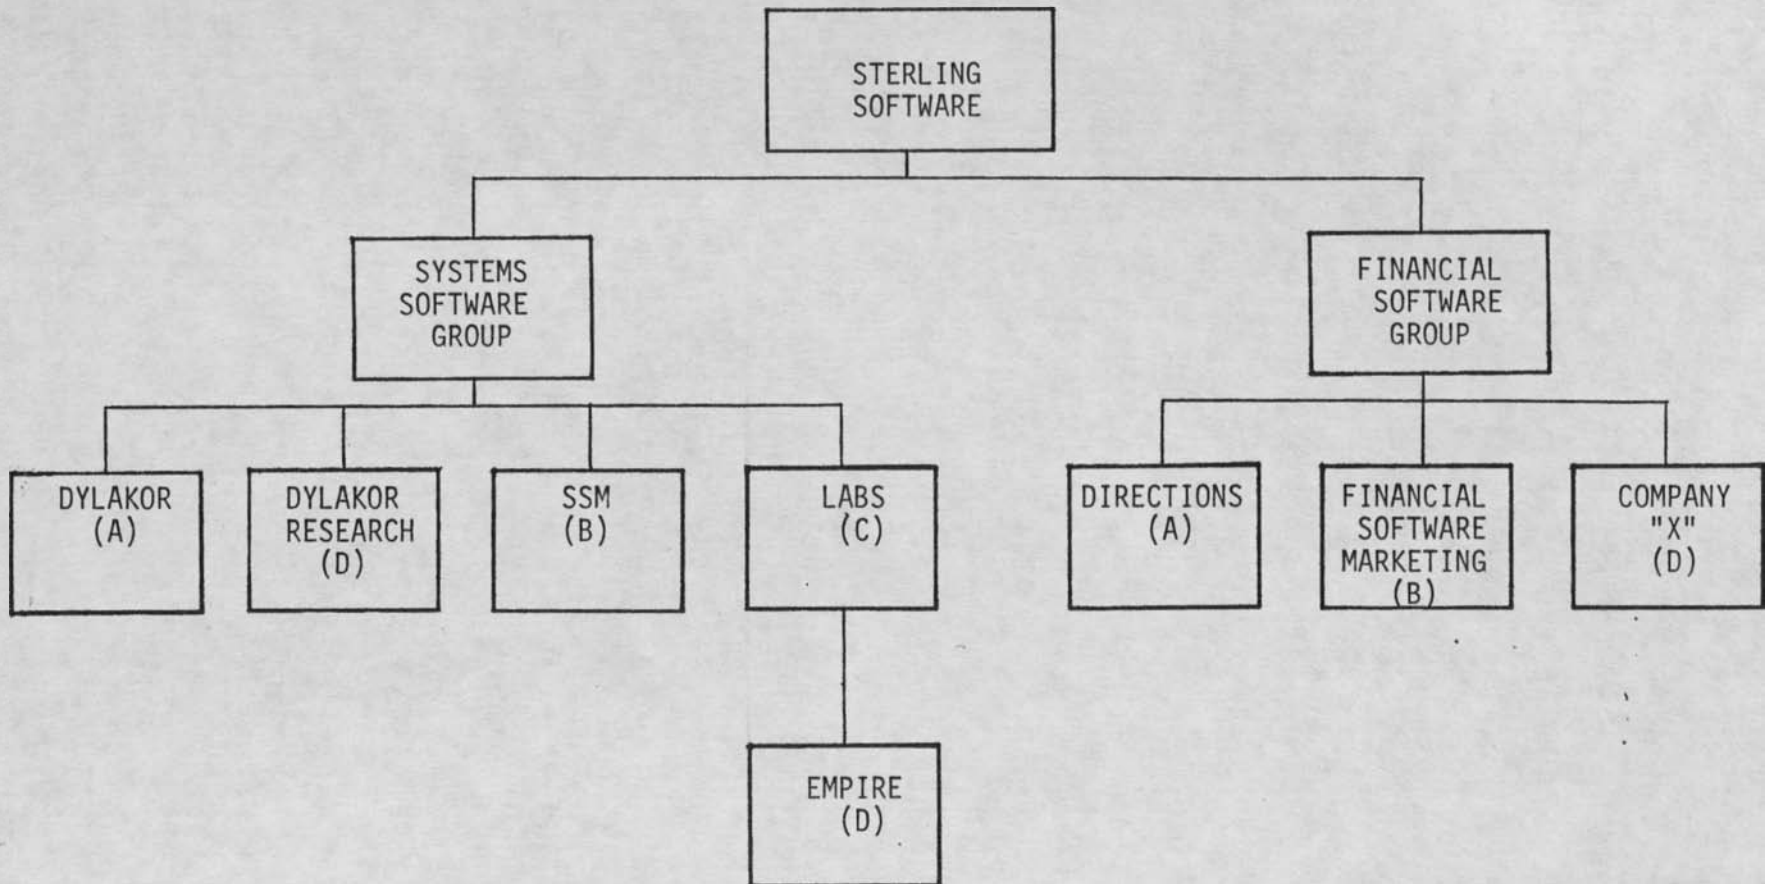 STERLING
SOFTWARE
SYSTEMS
SOFTWARE
GROUP
FINANCIAL
SOFTWARE
GROUP
DYLAKOR
(A)
DYLAKOR
RESEARCH
(D)
SSM
(B)
LABS
(C)
DIRECTIONS
(A)
FINANCIAL
SOFTWARE
MARKETING
(B)
COMPANY
"X"
(D)
EMPIRE
(D)